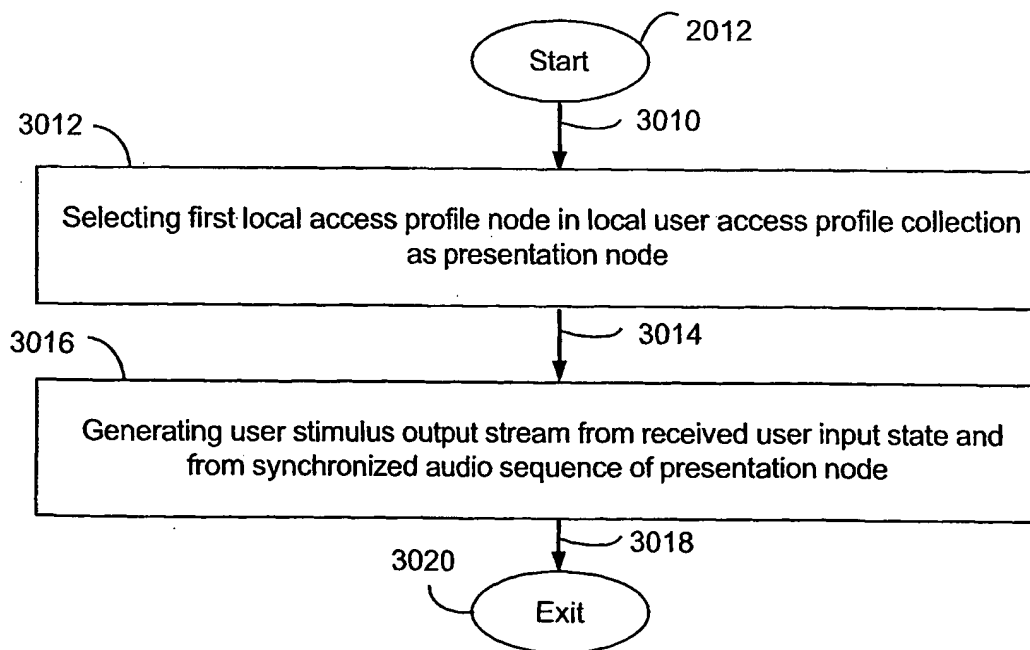 2012
Start
3010
3012
Selecting first local access profile node in local user access profile collection
as presentation node
3014
3016
Generating user stimulus output stream from received user input state and
from synchronized audio sequence of presentation node
3018
3020
Exit